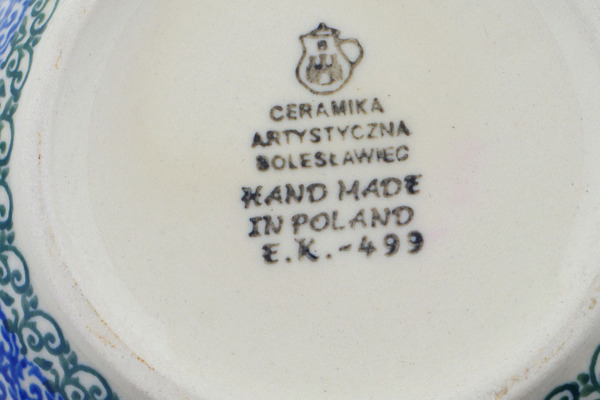 CERAMIKA
ARTYSTYCZNA
BOLESŁAWIEC
HAND MADE
IN POLAND
E.K.-499